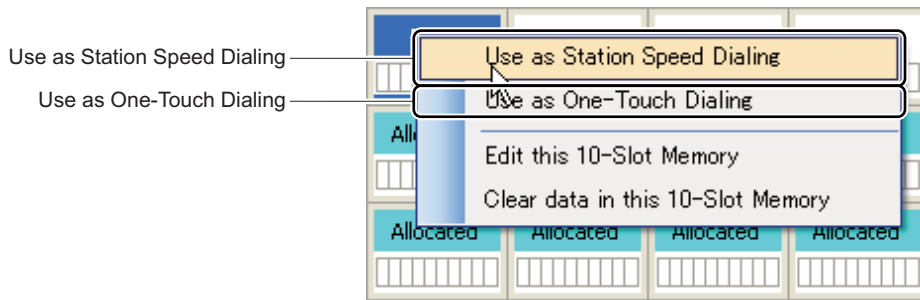 Use as Station Speed Dialing
Use as Station Speed Dialing
Use as One-Touch Dialing
Use as One-Touch Dialing
Edit this 10-Slot Memory
Clear data in this 10-Slot Memory
Allocated Allocated Allocated Allocated